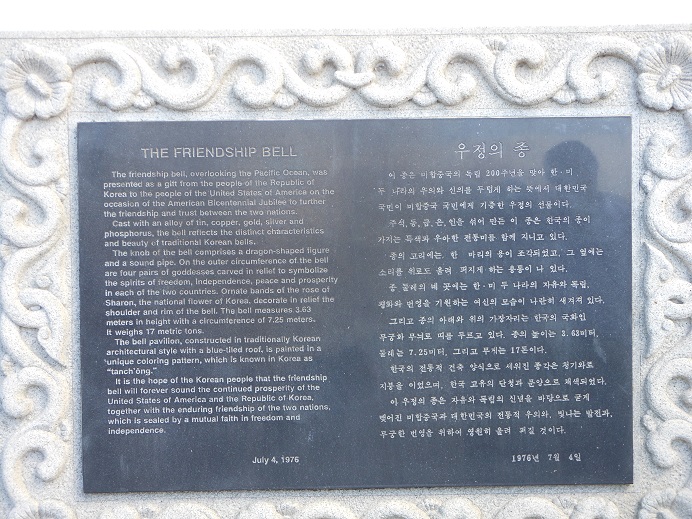 THE FRIENDSHIP BELL
The friendship bell, overlooking the Pacific Ocean, was
presented as a gift from the people of the Republic of
Korea to the people of the United States of America on the
occasion of the American Bicentennial Jubilee to further
the friendship and trust between the two nations.
Cast with an alloy of tin, copper, gold, silver and
phosphorus, the bell reflects the distinct characteristics
and beauty of traditional Korean bells.
The knob of the bell comprises a dragon-shaped figure
and a sound pipe. On the outer circumference of the bell
are four pairs of goddesses carved in relief to symbolize
the spirits of freedom, independence, peace and prosperity
in each of the two countries. Ornate bands of the rose of
Sharon, the national flower of Korea, decorate in relief the
shoulder and rim of the bell. The bell measures 3.63
meters in height with a circumference of 7.25 meters.
It weighs 17 metric tons.
The bell pavilion, constructed in traditionally Korean
architectural style with a blue-tiled roof, is painted in a
unique coloring pattern, which is known in Korea as
"tanch'ŏng."
It is the hope of the Korean people that the friendship
bell will forever sound the continued prosperity of the
United States of America and the Republic of Korea,
together with the enduring friendship of the two nations,
which is sealed by a mutual faith in freedom and
independence.
July 4, 1976
우정의 종
이 종은 미합중국의 독립 200주년을 맞아 한·미
두 나라의 우의와 신의를 두텁게 하는 뜻에서 대한민국
국민이 미합중국 국민에게 기증한 우정의 선물이다.
주석, 동, 금, 은, 인을 섞어 만든 이 종은 한국의 종이
가지는 특색과 우아한 전통미를 함께 지니고 있다.
종의 고리에는, 한 마리의 용이 조각되었고, 그 옆에는
소리를 위로도 울려 퍼지게 하는 음통이 나 있다.
종 둘레의 네 곳에는 한·미 두 나라의 자유와 독립,
평화와 번영을 기원하는 여신의 모습이 나란히 새겨져 있다.
그리고 종의 아래와 위의 가장자리는 한국의 국화인
무궁화 무늬로 띠를 두르고 있다. 종의 높이는 3.63미터,
둘레는 7.25미터, 그리고 무게는 17톤이다.
한국의 전통적 건축 양식으로 세워진 종각은 청기와로
지붕을 이었으며, 한국 고유의 단청과 문양으로 채색되었다.
이 우정의 종은 자유와 독립의 신념을 바탕으로 굳게
맺어진 미합중국과 대한민국의 전통적 우의와, 빛나는 발전과,
무궁한 번영을 위하여 영원히 울려 퍼질 것이다.
1976년 7월 4일